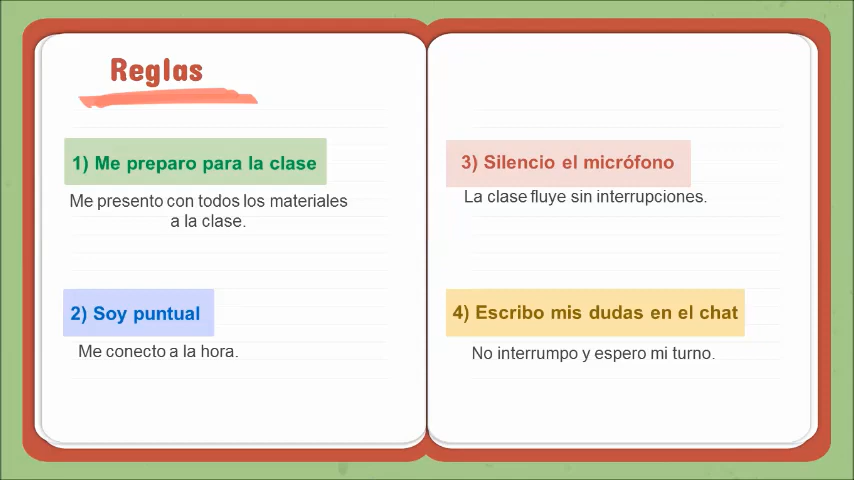 Reglas
1) Me preparo para la clase
Me presento con todos los materiales
a la clase.
2) Soy puntual
Me conecto a la hora.
3) Silencio el micrófono
La clase fluye sin interrupciones.
4) Escribo mis dudas en el chat
No interrumpo y espero mi turno.